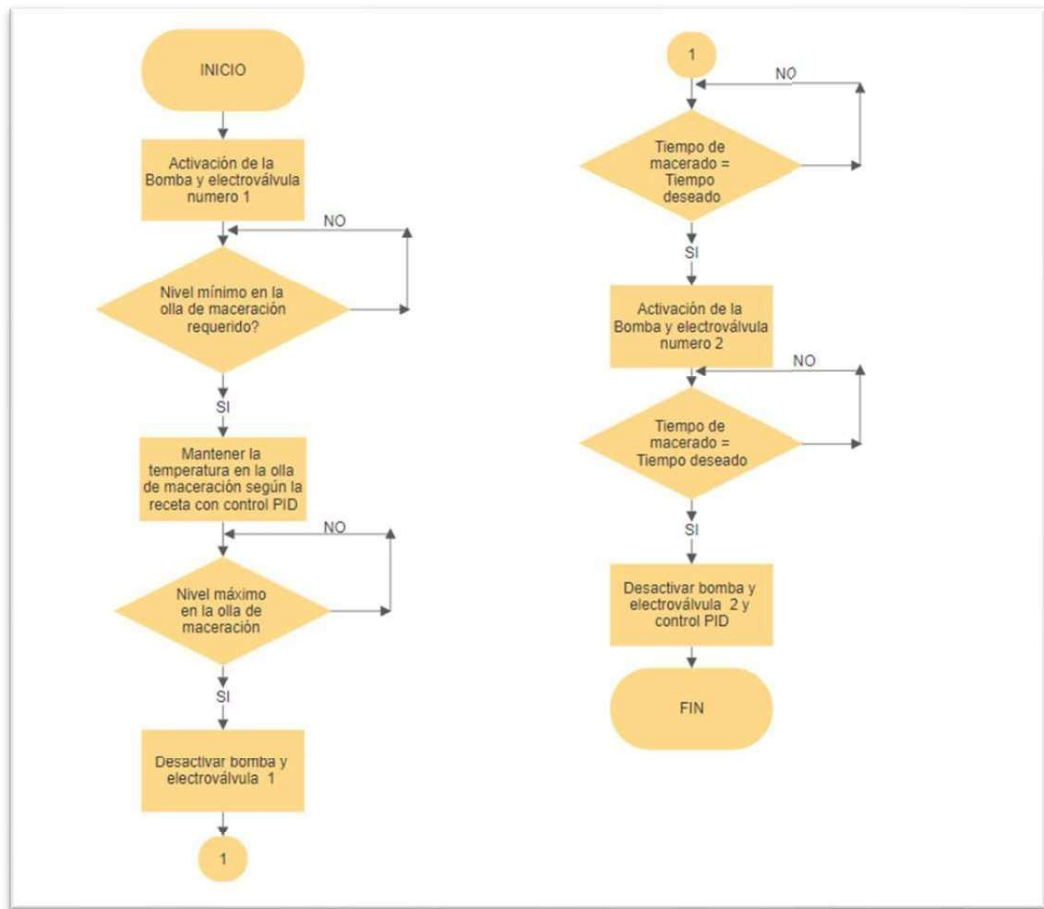 INICIO
Activación de la
Bomba y electroválvula
numero 1
NO
Nivel mínimo en la
olla de maceración
requerido?
SI
Mantener la
temperatura en la olla
de maceración según la
receta con control PID
NO
Nivel máximo
en la olla de
maceración
SI
Desactivar bomba y
electroválvula 1
1
1
NO
Tiempo de
macerado =
Tiempo
deseado
SI
Activación de la
Bomba y electroválvula
numero 2
NO
Tiempo de
macerado =
Tiempo deseado
SI
Desactivar bomba y
electroválvula 2 y
control PID
FIN